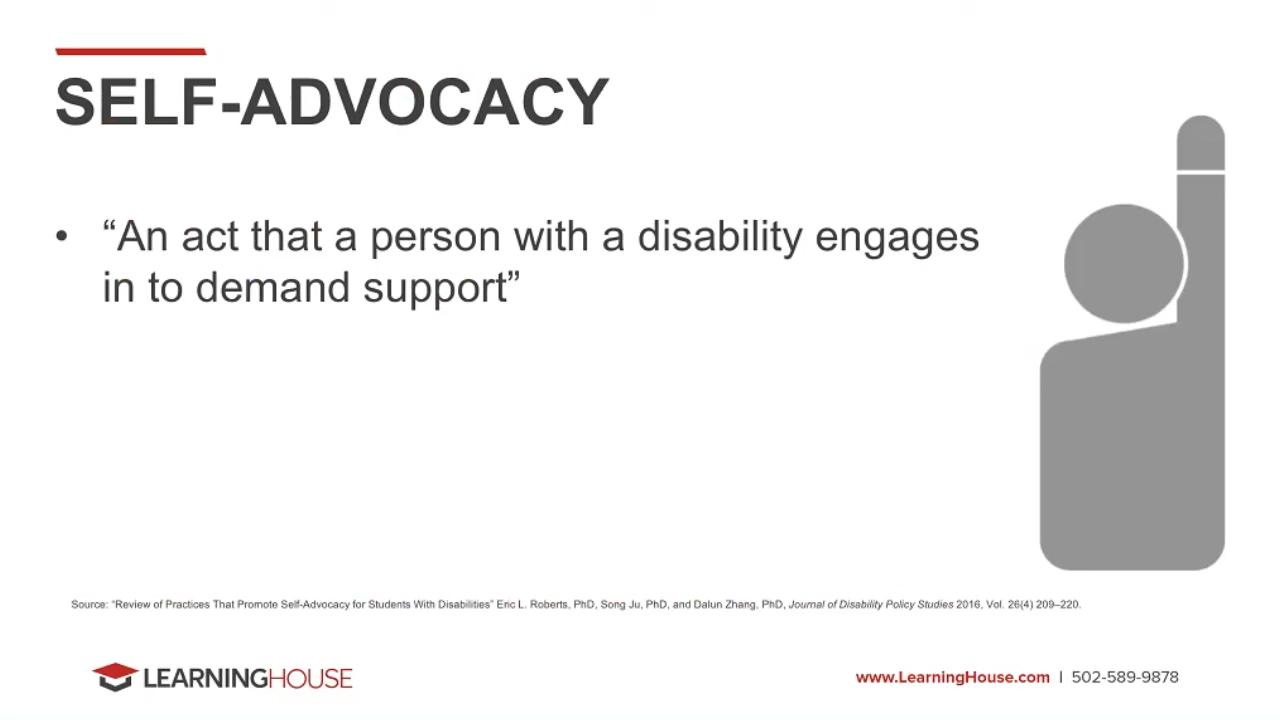 SELF-ADVOCACY
• “An act that a person with a disability engages
in to demand support”
Source: “Review of Practices That Promote Self-Advocacy for Students With Disabilities” Eric L. Roberts, PhD, Song Ju, PhD, and Dalun Zhang, PhD, Journal of Disability Policy Studies 2016, Vol. 26(4) 209–220.
LEARNINGHOUSE
www.LearningHouse.com | 502-589-9878